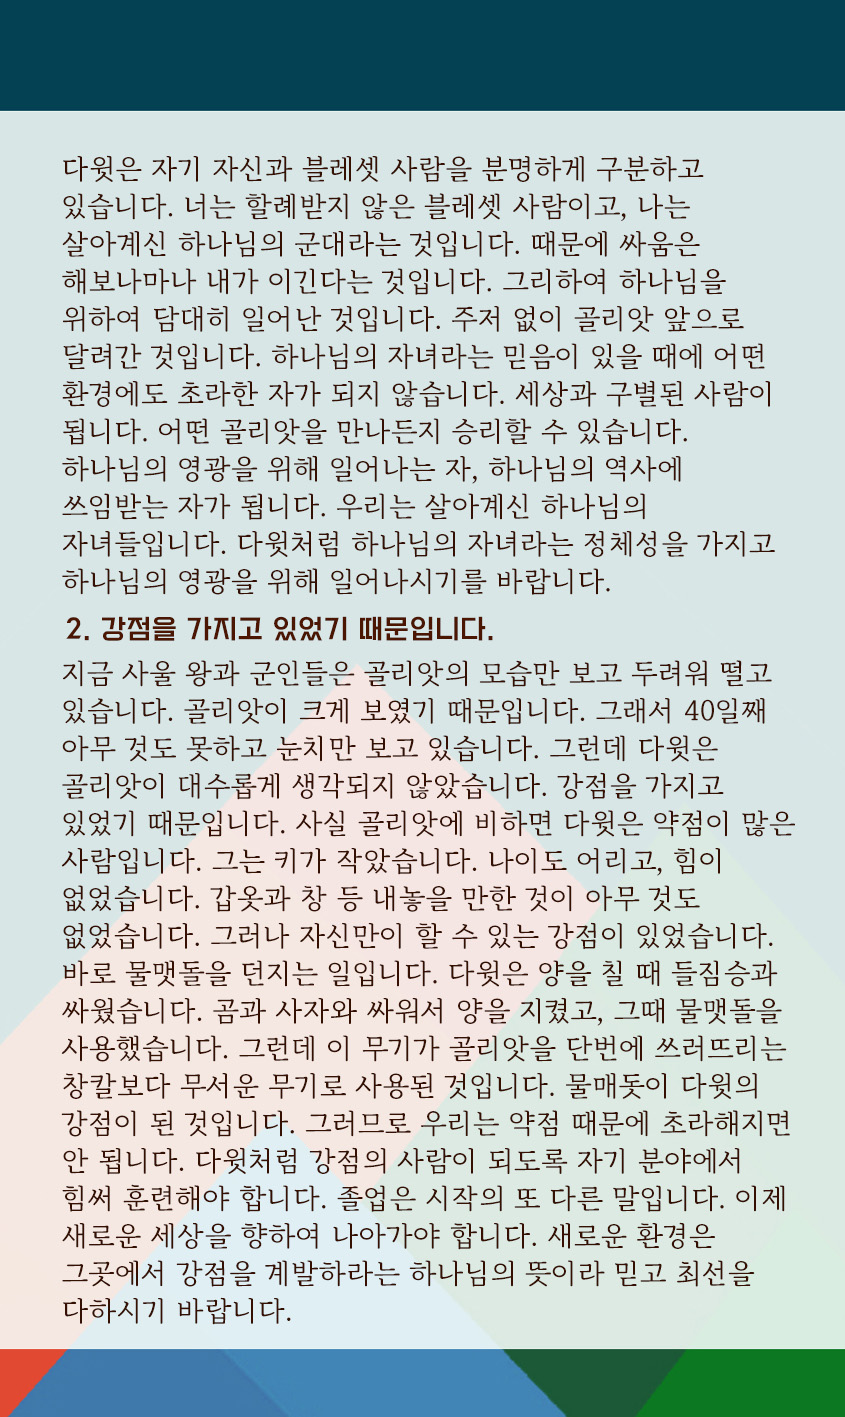 다윗은 자기 자신과 블레셋 사람을 분명하게 구분하고
있습니다. 너는 할례받지 않은 블레셋 사람이고, 나는
살아계신 하나님의 군대라는 것입니다. 때문에 싸움은
해보나마나 내가 이긴다는 것입니다. 그리하여 하나님을
위하여 담대히 일어난 것입니다. 주저 없이 골리앗 앞으로
달려간 것입니다. 하나님의 자녀라는 믿음이 있을 때에 어떤
환경에도 초라한 자가 되지 않습니다. 세상과 구별된 사람이
됩니다. 어떤 골리앗을 만나든지 승리할 수 있습니다.
하나님의 영광을 위해 일어나는 자, 하나님의 역사에
쓰임받는 자가 됩니다. 우리는 살아계신 하나님의
자녀들입니다. 다윗처럼 하나님의 자녀라는 정체성을 가지고
하나님의 영광을 위해 일어나시기를 바랍니다.
2. 강점을 가지고 있었기 때문입니다.
지금 사울 왕과 군인들은 골리앗의 모습만 보고 두려워 떨고
있습니다. 골리앗이 크게 보였기 때문입니다. 그래서 40일째
아무 것도 못하고 눈치만 보고 있습니다. 그런데 다윗은
골리앗이 대수롭게 생각되지 않았습니다. 강점을 가지고
있었기 때문입니다. 사실 골리앗에 비하면 다윗은 약점이 많은
사람입니다. 그는 키가 작았습니다. 나이도 어리고, 힘이
없었습니다. 갑옷과 창 등 내놓을 만한 것이 아무 것도
없었습니다. 그러나 자신만이 할 수 있는 강점이 있었습니다.
바로 물맷돌을 던지는 일입니다. 다윗은 양을 칠 때 들짐승과
싸웠습니다. 곰과 사자와 싸워서 양을 지켰고, 그때 물맷돌을
사용했습니다. 그런데 이 무기가 골리앗을 단번에 쓰러뜨리는
창칼보다 무서운 무기로 사용된 것입니다. 물매돗이 다윗의
강점이 된 것입니다. 그러므로 우리는 약점 때문에 초라해지면
안 됩니다. 다윗처럼 강점의 사람이 되도록 자기 분야에서
힘써 훈련해야 합니다. 졸업은 시작의 또 다른 말입니다. 이제
새로운 세상을 향하여 나아가야 합니다. 새로운 환경은
그곳에서 강점을 계발하라는 하나님의 뜻이라 믿고 최선을
다하시기 바랍니다.